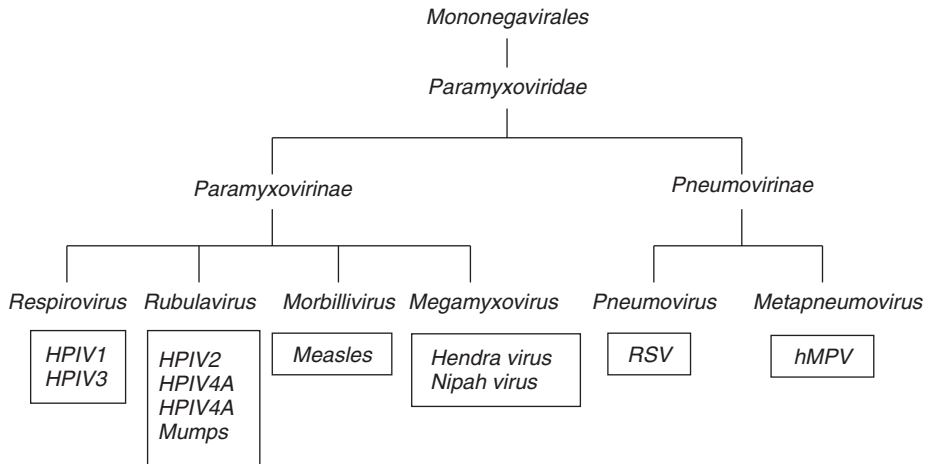 Mononegavirales
Paramyxoviridae
Paramyxovirinae
Pneumovirinae
Respirovirus
Rubulavirus
Morbillivirus
Megamyxovirus
Pneumovirus
Metapneumovirus
HPIV1
HPIV3
HPIV2
HPIV4A
HPIV4A
Mumps
Measles
Hendra virus
Nipah virus
RSV
hMPV